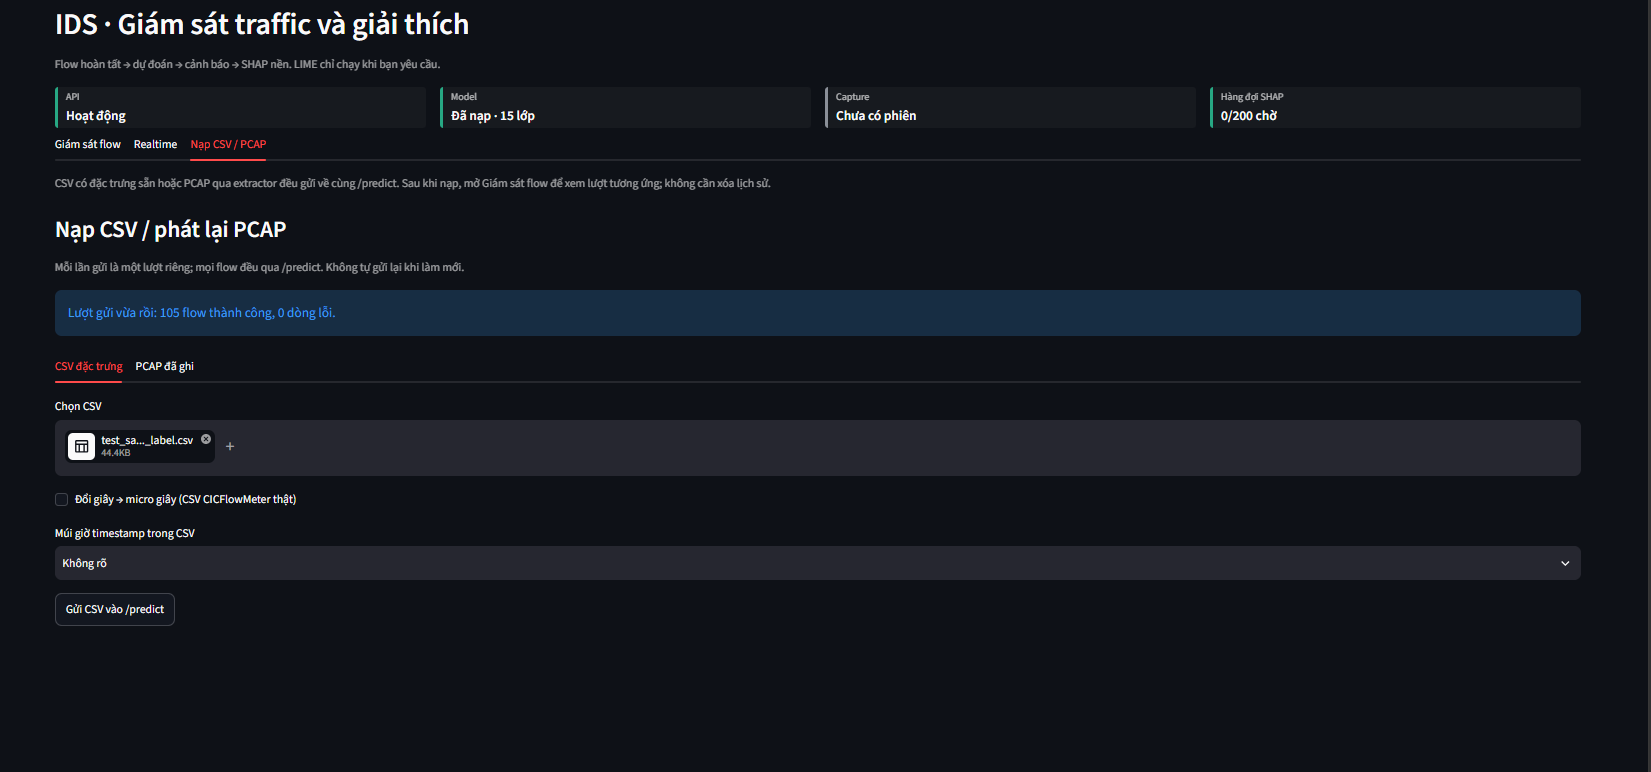 IDS · Giám sát traffic và giải thích
Flow hoàn tất → dự đoán → cảnh báo → SHAP nền. LIME chỉ chạy khi bạn yêu cầu.
API
Hoạt động
Model
Đã nạp · 15 lớp
Capture
Chưa có phiên
Hàng đợi SHAP
0/200 chờ
Giám sát flow
Realtime
Nạp CSV / PCAP
CSV có đặc trưng sẵn hoặc PCAP qua extractor đều gửi về cùng /predict. Sau khi nạp, mở Giám sát flow để xem lượt tương ứng; không cần xóa lịch sử.
Nạp CSV / phát lại PCAP
Mỗi lần gửi là một lượt riêng; mọi flow đều qua /predict. Không tự gửi lại khi làm mới.
Lượt gửi vừa rồi: 105 flow thành công, 0 dòng lỗi.
CSV đặc trưng
PCAP đã ghi
Chọn CSV
test_sa..._label.csv
44.4KB
Đổi giây → micro giây (CSV CICFlowMeter thật)
Múi giờ timestamp trong CSV
Không rõ
Gửi CSV vào /predict